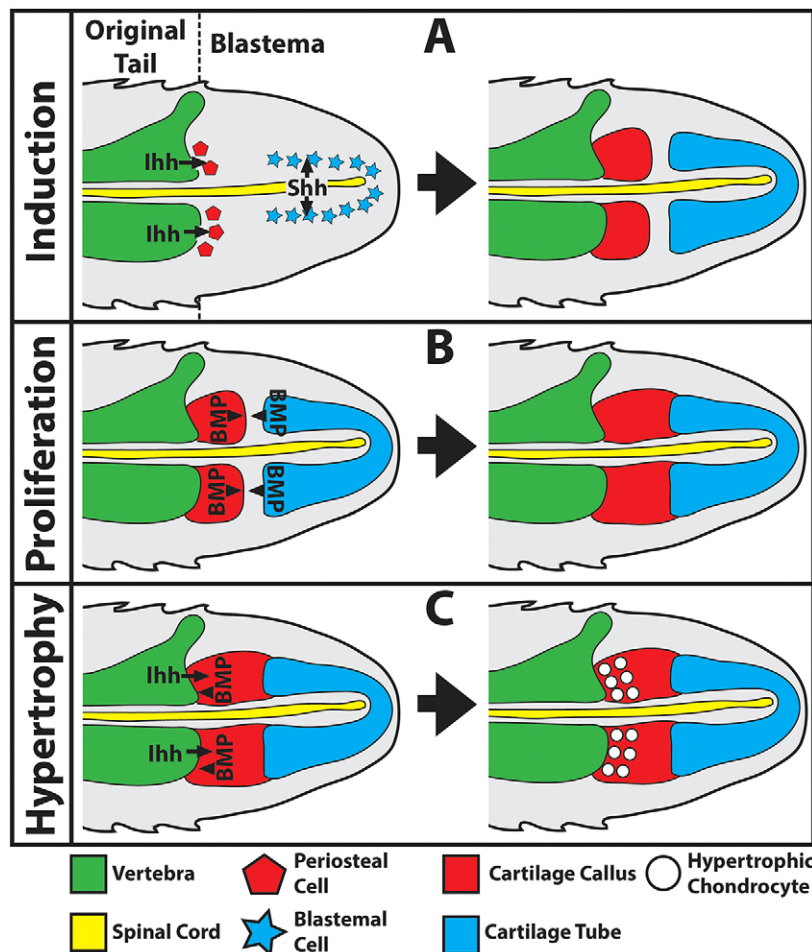 Original
Tail
Blastema
A
Induction
Ihh
Shh
Ihh
B
Proliferation
BMP
BMP
BMP
BMP
C
Hypertrophy
Ihh
BMP
Ihh
BMP
Vertebra
Periosteal
Cell
Cartilage Callus
Hypertrophic
Chondrocyte
Spinal Cord
Blastemal
Cell
Cartilage Tube